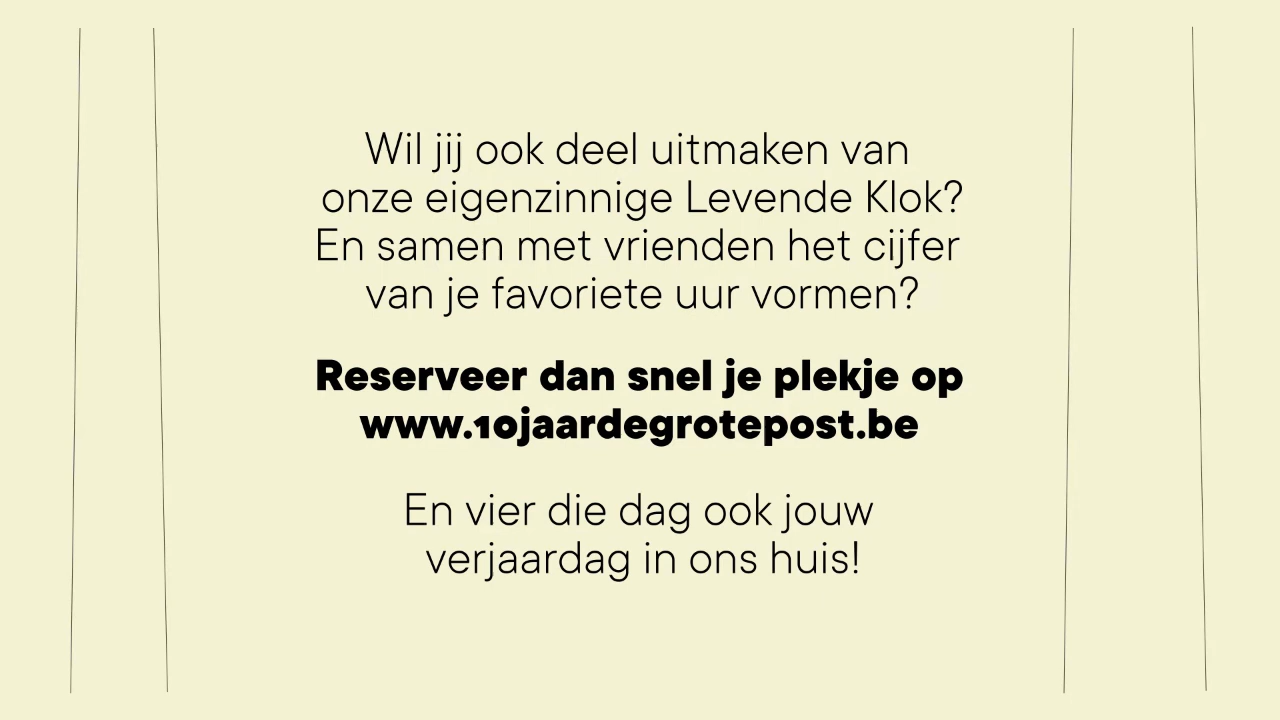 Wil jij ook deel uitmaken van
onze eigenzinnige Levende Klok?
En samen met vrienden het cijfer
van je favoriete uur vormen?
Reserveer dan snel je plekje op
www.10jaardegrotepost.be
En vier die dag ook jouw
verjaardag in ons huis!